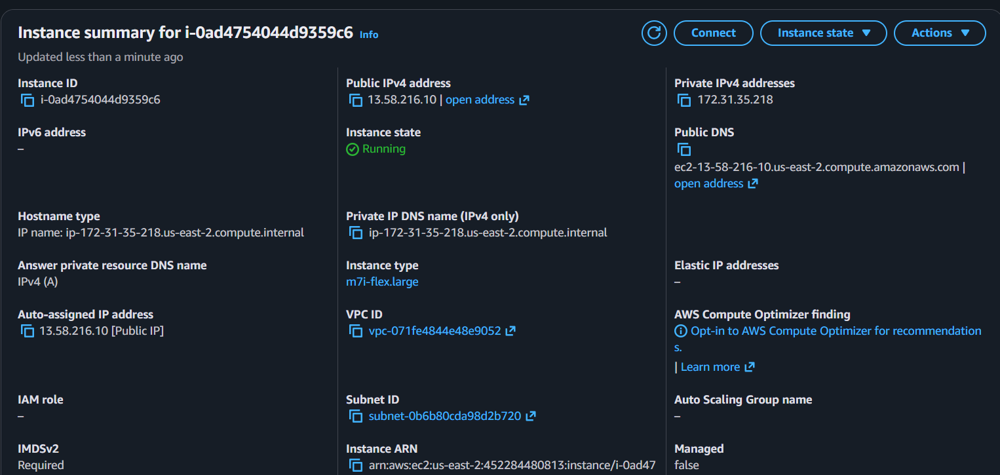 Instance summary for i-0ad4754044d9359c6 Info
Connect
Instance state
Actions
Updated less than a minute ago
Instance ID
i-0ad4754044d9359c6
Public IPv4 address
13.58.216.10 | open address
Private IPv4 addresses
172.31.35.218
IPv6 address
–
Instance state
Running
Public DNS
ec2-13-58-216-10.us-east-2.compute.amazonaws.com |
open address
Hostname type
IP name: ip-172-31-35-218.us-east-2.compute.internal
Private IP DNS name (IPv4 only)
ip-172-31-35-218.us-east-2.compute.internal
Answer private resource DNS name
IPv4 (A)
Instance type
m7i-flex.large
Elastic IP addresses
–
Auto-assigned IP address
13.58.216.10 [Public IP]
VPC ID
vpc-071fe4844e48e9052
AWS Compute Optimizer finding
Opt-in to AWS Compute Optimizer for recommendation
s.
| Learn more
IAM role
–
Subnet ID
subnet-0b6b80cda98d2b720
Auto Scaling Group name
–
IMDSv2
Required
Instance ARN
arn:aws:ec2:us-east-2:452284480813:instance/i-0ad47
Managed
false